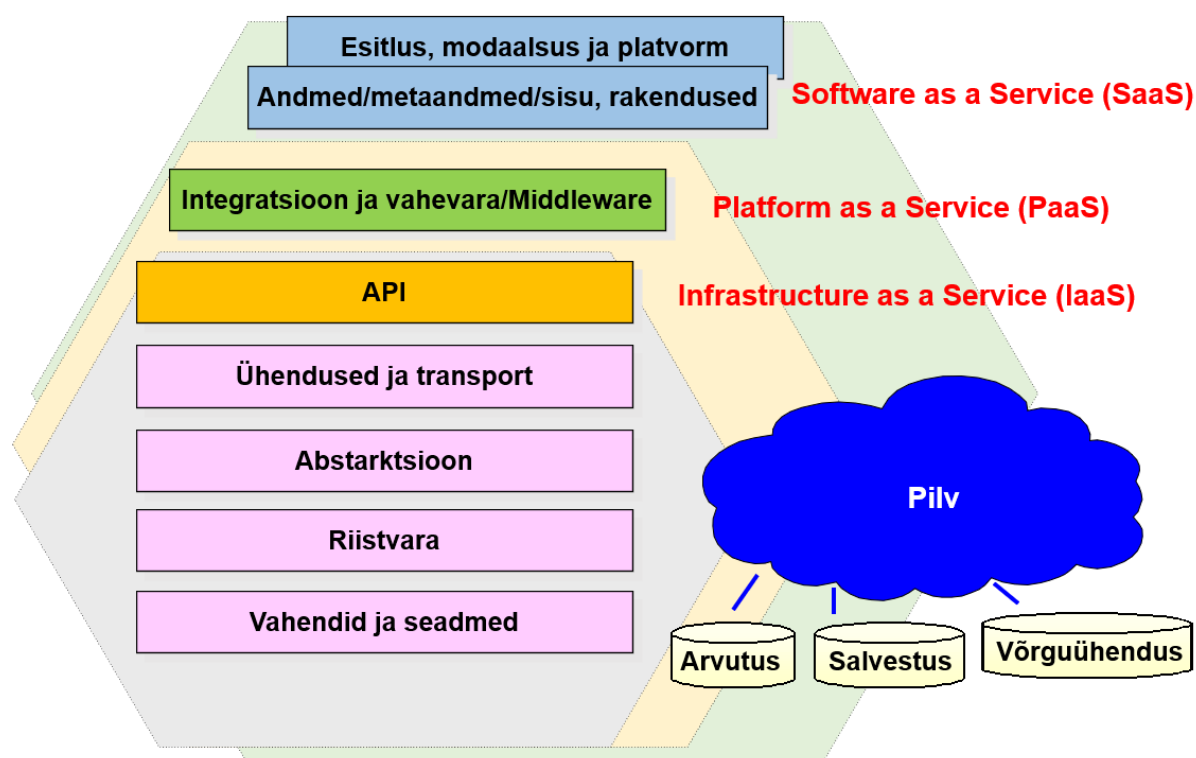 Esitlus, modaalsus ja platvorm
Andmed/metaandmed/sisu, rakendused
Software as a Service (SaaS)
Integratsioon ja vahevara/Middleware
Platform as a Service (PaaS)
API
Infrastructure as a Service (IaaS)
Ühendused ja transport
Abstarktsioon
Pilv
Riistvara
Vahendid ja seadmed
Arvutus
Salvestus
Võrguühendus